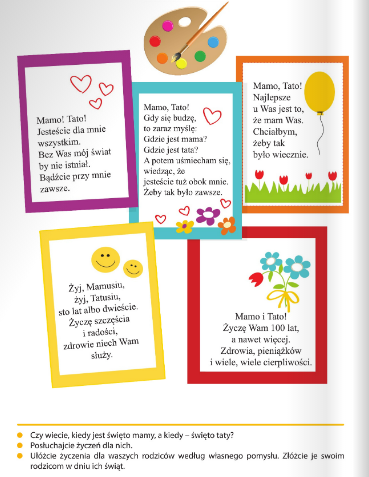 Mamo! Tato!
Jesteście dla mnie
wszystkim.
Bez Was mój świat
by nie istniał.
Bądźcie przy mnie
zawsze.
Mamo, Tato!
Gdy się budzę,
to zaraz myślę:
Gdzie jest mama?
Gdzie jest tata?
A potem uśmiecham się,
wiedząc, że
jesteście tuż obok mnie.
Żeby tak było zawsze.
Mamo, Tato!
Najlepsze
u Was jest to,
że mam Was.
Chciałbym,
żeby tak
było wiecznie.
Żyj, Mamusiu,
żyj, Tatusiu,
sto lat albo dwieście.
Życzę szczęścia
i radości,
zdrowie niech Wam
służy.
Mamo i Tato!
Życzę Wam 100 lat,
a nawet więcej.
Zdrowia, pieniążków
i wiele, wiele cierpliwości.
Czy wiecie, kiedy jest święto mamy, a kiedy – święto taty?
Posłuchajcie życzeń dla nich.
Ułóżcie życzenia dla waszych rodziców według własnego pomysłu. Złóżcie je swoim
rodzicom w dniu ich świąt.